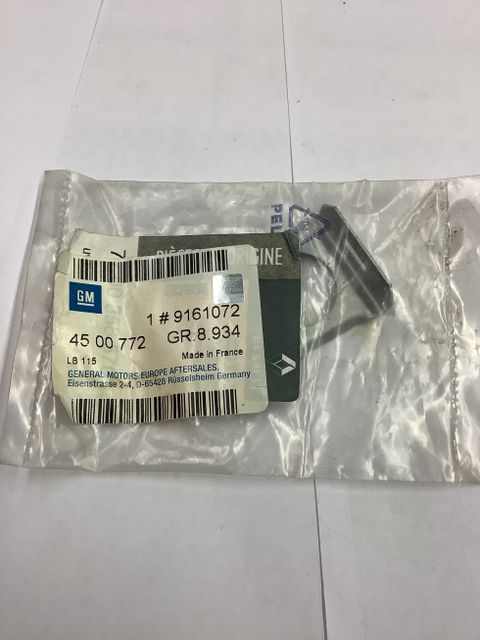 PEL
GM
1 # 9161072
45 00 772 GR.8.934
LB 115 Made in France
GENERAL MOTORS EUROPE AFTERSALES,
Eisenstrasse 2-4, D-65428 Rüsselsheim Germany